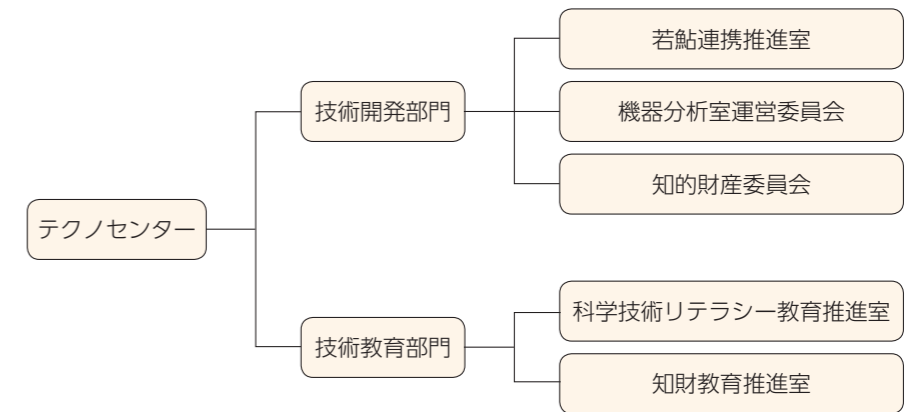 テクノセンター
技術開発部門
若鮎連携推進室
機器分析室運営委員会
知的財産委員会
技術教育部門
科学技術リテラシー教育推進室
知財教育推進室